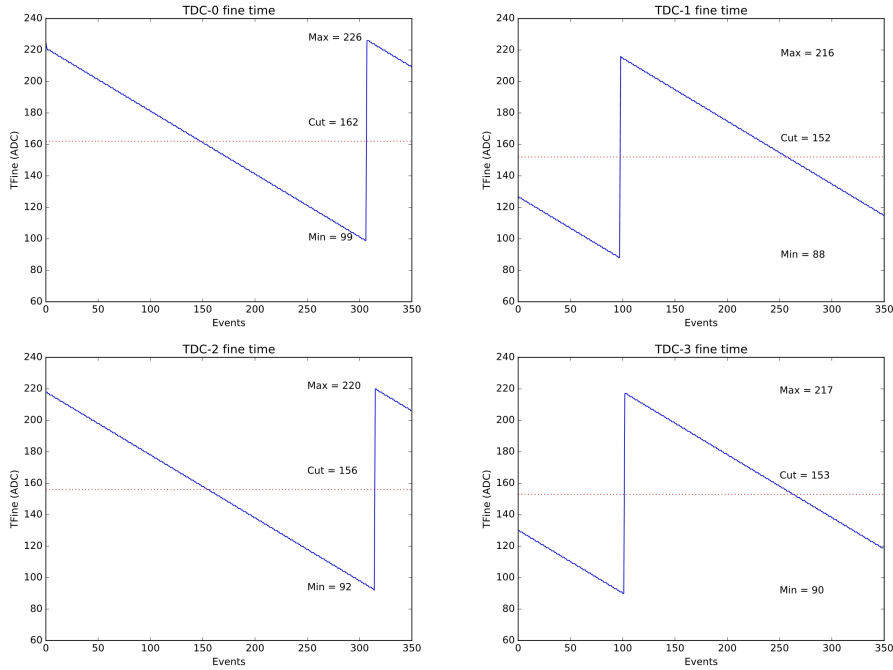 TDC-0 fine time
240
220
200
180
160
140
120
100
80
60
TFine (ADC)
Max = 226
Cut = 162
Min = 99
0 50 100 150 200 250 300 350
Events
TDC-1 fine time
240
220
200
180
160
140
120
100
80
60
TFine (ADC)
Max = 216
Cut = 152
Min = 88
0 50 100 150 200 250 300 350
Events
TDC-2 fine time
240
220
200
180
160
140
120
100
80
60
TFine (ADC)
Max = 220
Cut = 156
Min = 92
0 50 100 150 200 250 300 350
Events
TDC-3 fine time
240
220
200
180
160
140
120
100
80
60
TFine (ADC)
Max = 217
Cut = 153
Min = 90
0 50 100 150 200 250 300 350
Events